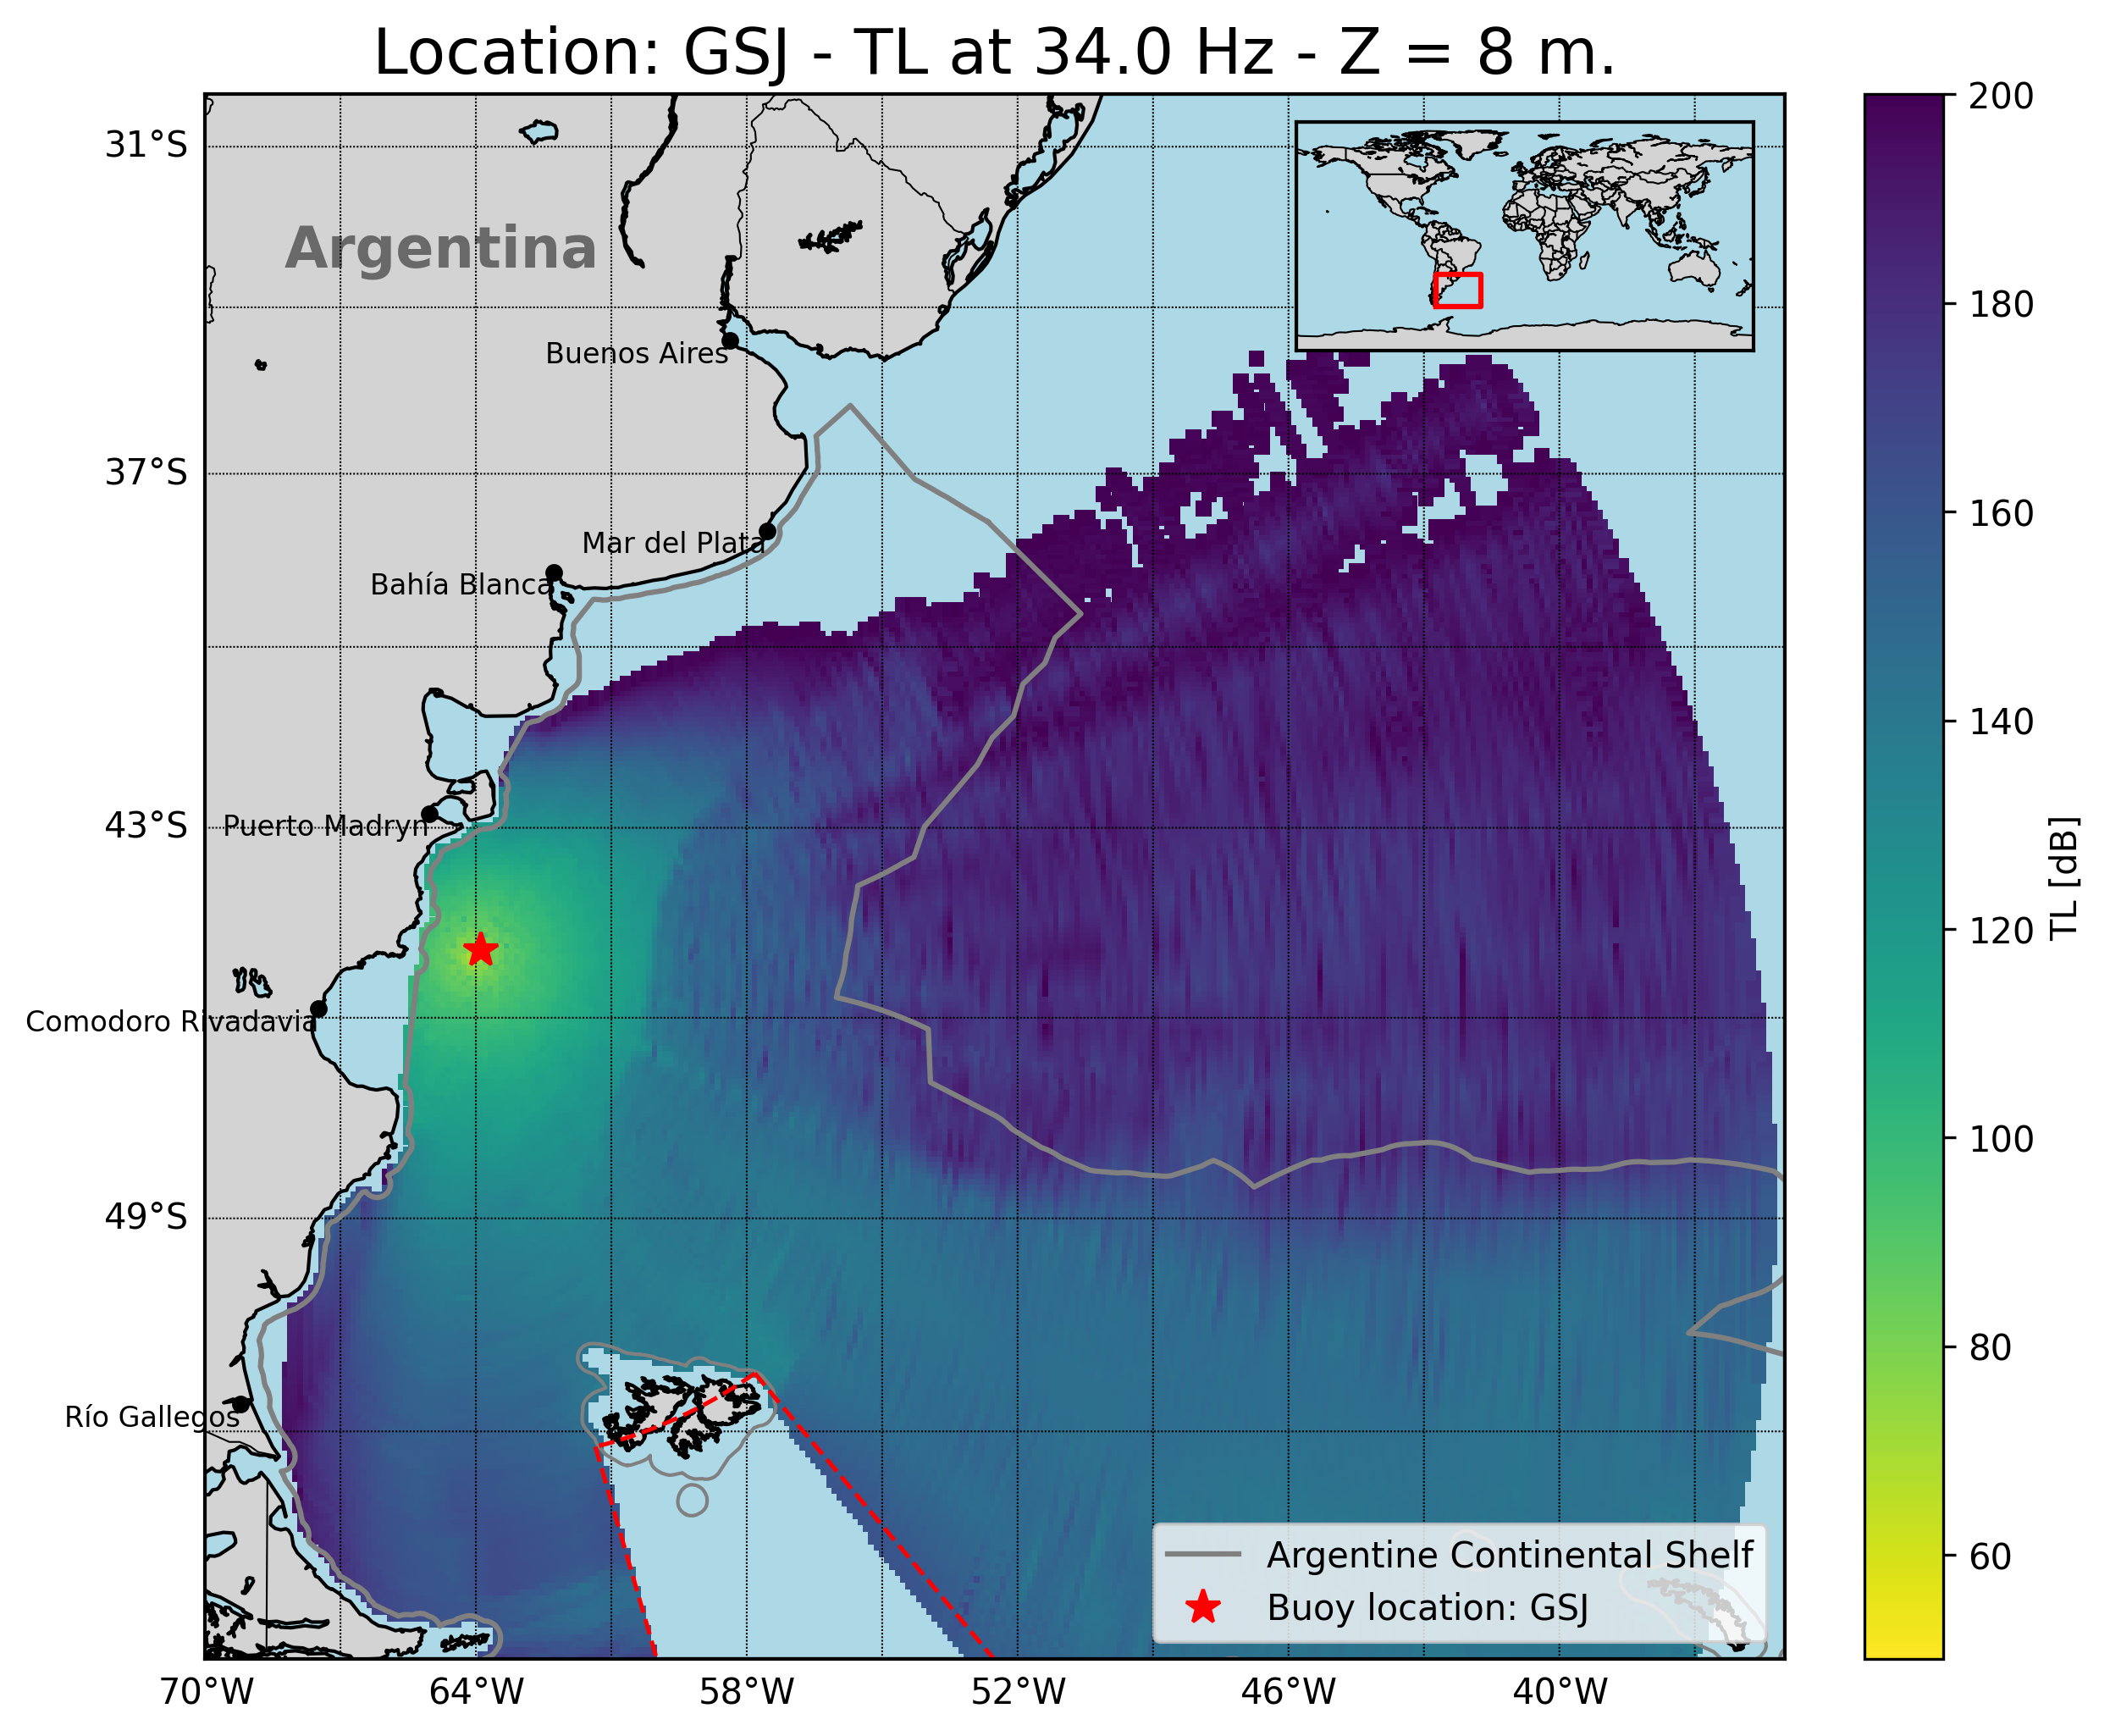 Location: GSJ - TL at 34.0 Hz - Z = 8 m.
31°S
37°S
43°S
49°S
Argentina
Buenos Aires
Mar del Plata
Bahía Blanca
Puerto Madryn
Comodoro Rivadavia
Río Gallegos
Argentine Continental Shelf
Buoy location: GSJ
70°W
64°W
58°W
52°W
46°W
40°W
200
180
160
140
120
100
80
60
TL [dB]